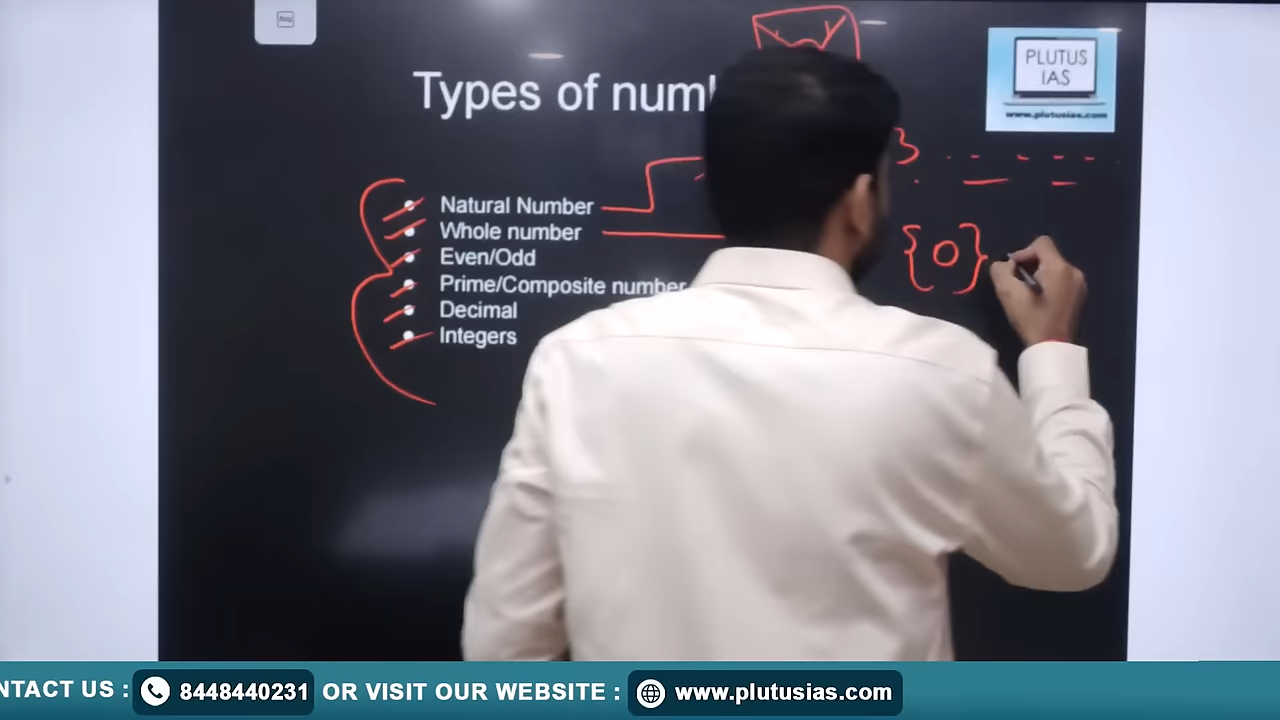 Types of
PLUTUS
IAS
www.plutusias.com
3
Natural Number
Whole number
{0}
Even/Odd
Prime/Composite number
Decimal
Integers
NTACT US : 8448440231 OR VISIT OUR WEBSITE : www.plutusias.com